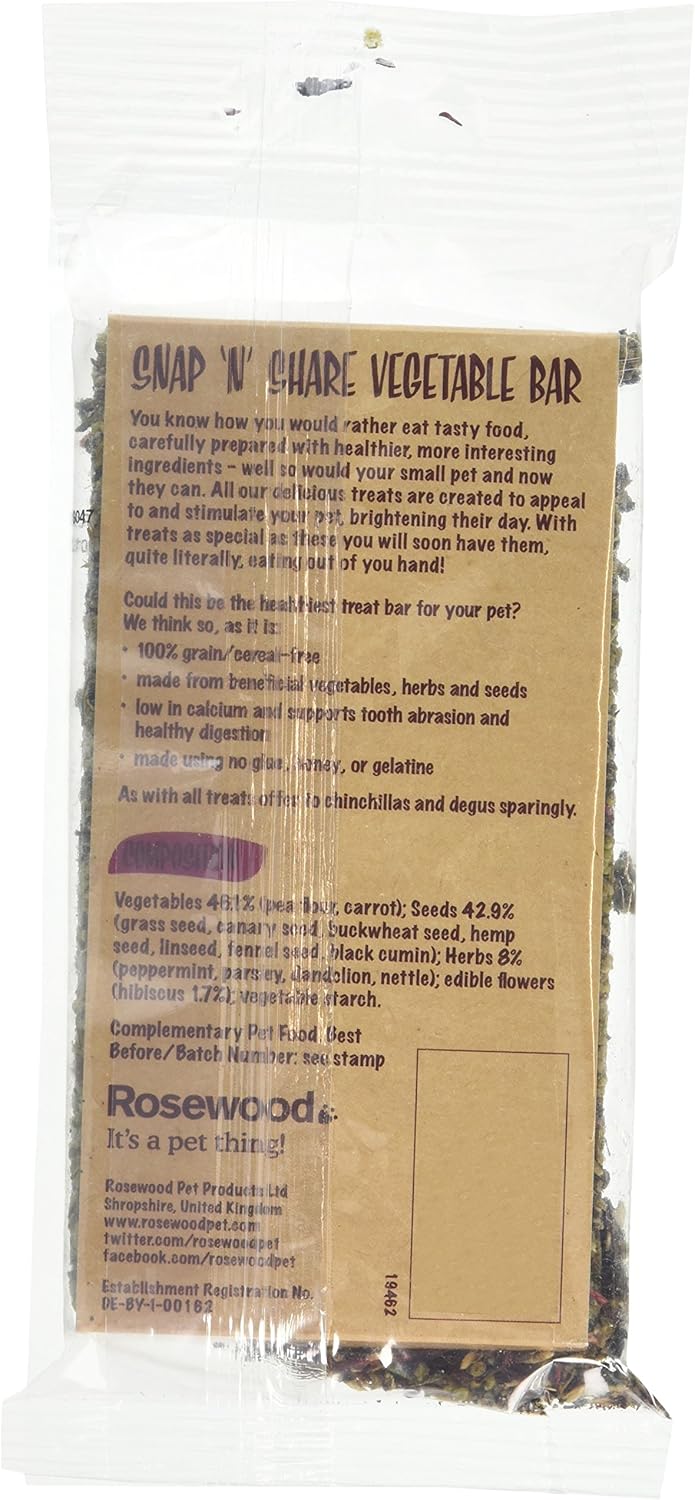 SNAP 'N' SHARE VEGETABLE BAR
You know how you would rather eat tasty food,
carefully prepared with healthier, more interesting
ingredients - well so would your small pet and now
they can. All our delicious treats are created to appeal
to and stimulate your pet, brightening their day. With
treats as special as these you will soon have them,
quite literally, eating out of you hand!
Could this be the healthiest treat bar for your pet?
We think so, as it is:
• 100% grain/cereal-free
• made from beneficial vegetables, herbs and seeds
• low in calcium and supports tooth abrasion and
healthy digestion
• made using no glue, honey, or gelatine
As with all treats offer to chinchillas and degus sparingly.
COMPOSITION
Vegetables 46.1% (pea flour, carrot); Seeds 42.9%
(grass seed, canary seed, buckwheat seed, hemp
seed, linseed, fennel seed, black cumin); Herbs 8%
(peppermint, parsley, dandelion, nettle); edible flowers
(hibiscus 1.7%); vegetable starch.
Complementary Pet Food. Best
Before/Batch Number: see stamp
Rosewood
It's a pet thing!
Rosewood Pet Products Ltd
Shropshire, United Kingdom
www.rosewoodpet.com
twitter.com/rosewoodpet
facebook.com/rosewoodpet
Establishment Registration No.
DE-BY-1-00162
19462